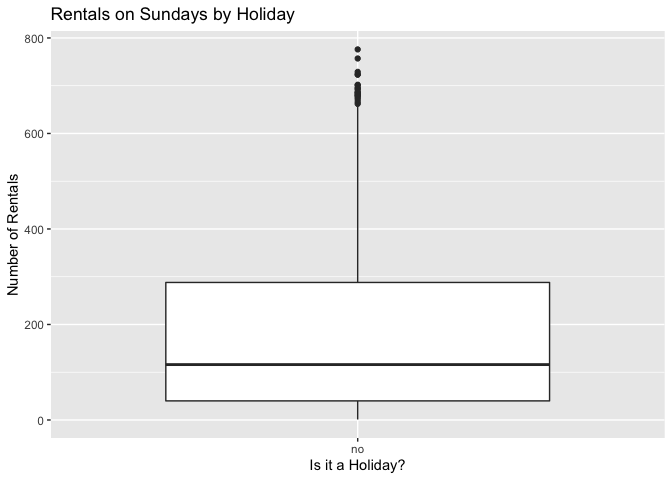 Rentals on Sundays by Holiday
800
600
400
200
0
Number of Rentals
no
Is it a Holiday?